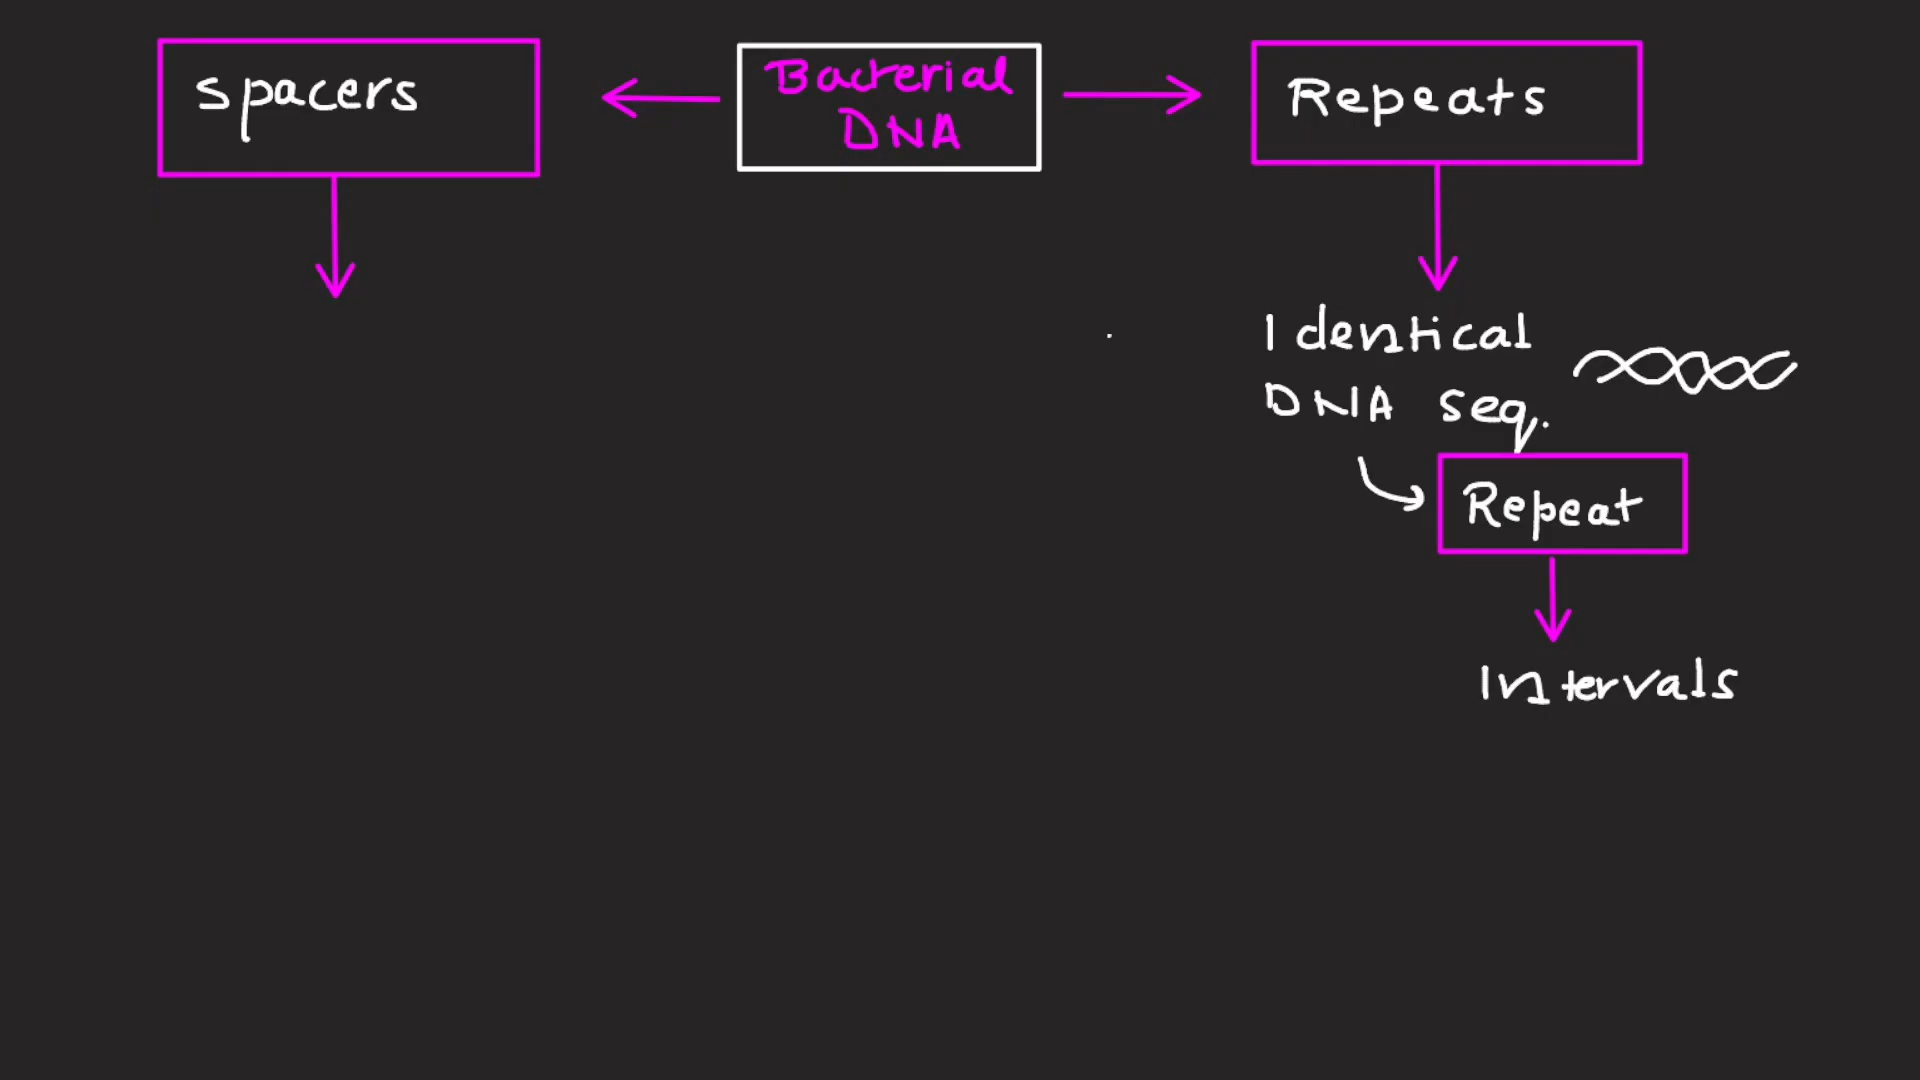 Spacers
Bacterial
DNA
Repeats
Identical
DNA seq.
Repeat
Intervals